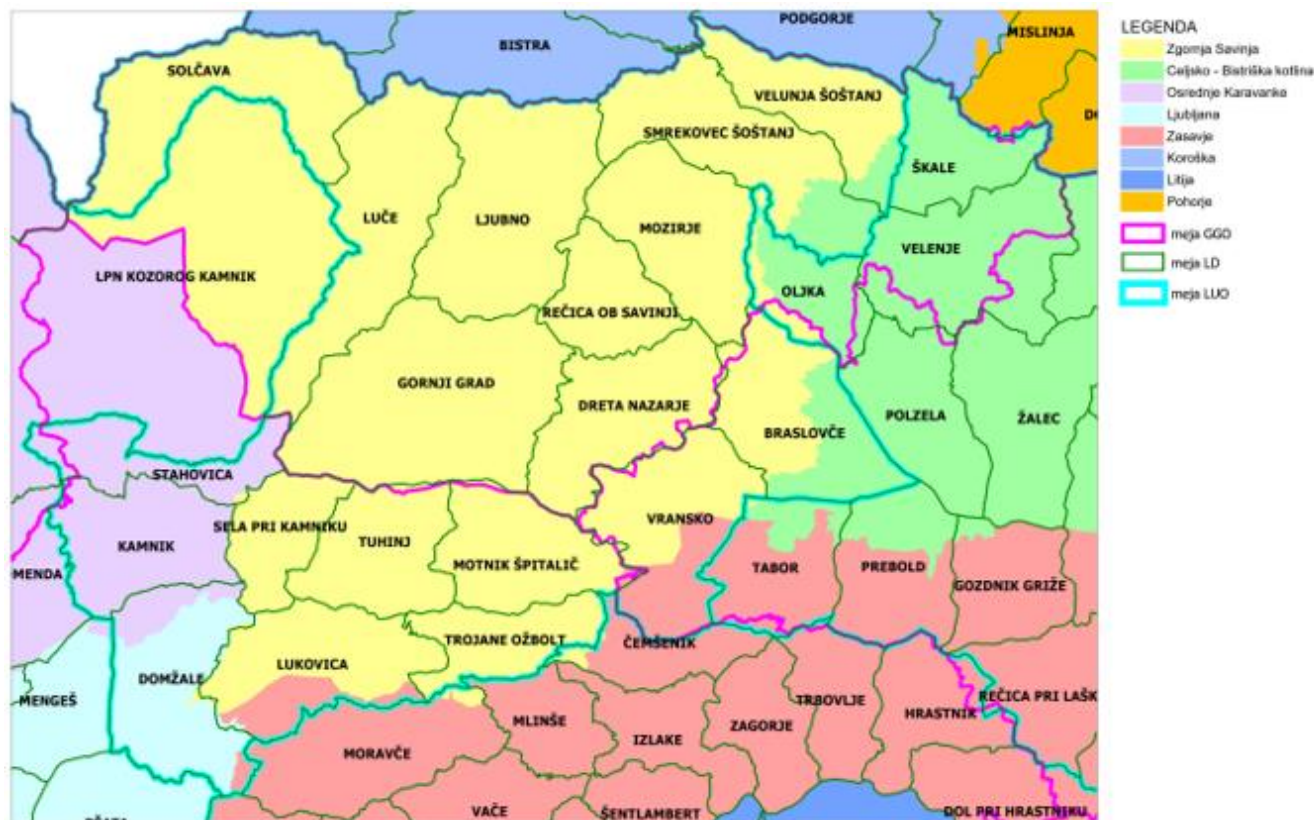 PODGORJE
BISTRA
MISLINJA
SOLČAVA
VELUNJA ŠOŠTANJ
SMREKOVEC ŠOŠTANJ
ŠKALE
LUČE
LJUBNO
MOZIRJE
VELENJE
LPN KOZOROG KAMNIK
OLJKA
REČICA OB SAVINJI
GORNJI GRAD
DRETA NAZARJE
BRASLOVČE
POLZELA
ŽALEC
STAHOVICA
SELA PRI KAMNIKU
VRANSKO
KAMNIK
TUHINJ
MOTNIK ŠPITALIČ
TABOR
PREBOLD
GOZDNIK GRIŽE
MENDA
TROJANE OŽBOLT
ČEMŠENIK
LUKOVICA
DOMŽALE
MENGEŠ
REČICA PRI LAŠK
TRBOVLJE
HRASTNIK
MLINŠE
ZAGORJE
IZLAKE
MORAVČE
VAČE
ŠENTLAMBERT
DOL PRI HRASTNIKU
LEGENDA
Zgornja Savinja
Celjsko - Bistriška kotlina
Osrednje Karavanke
Ljubljana
Zasavje
Koroška
Litija
Pohorje
meja GGO
meja LD
meja LUO